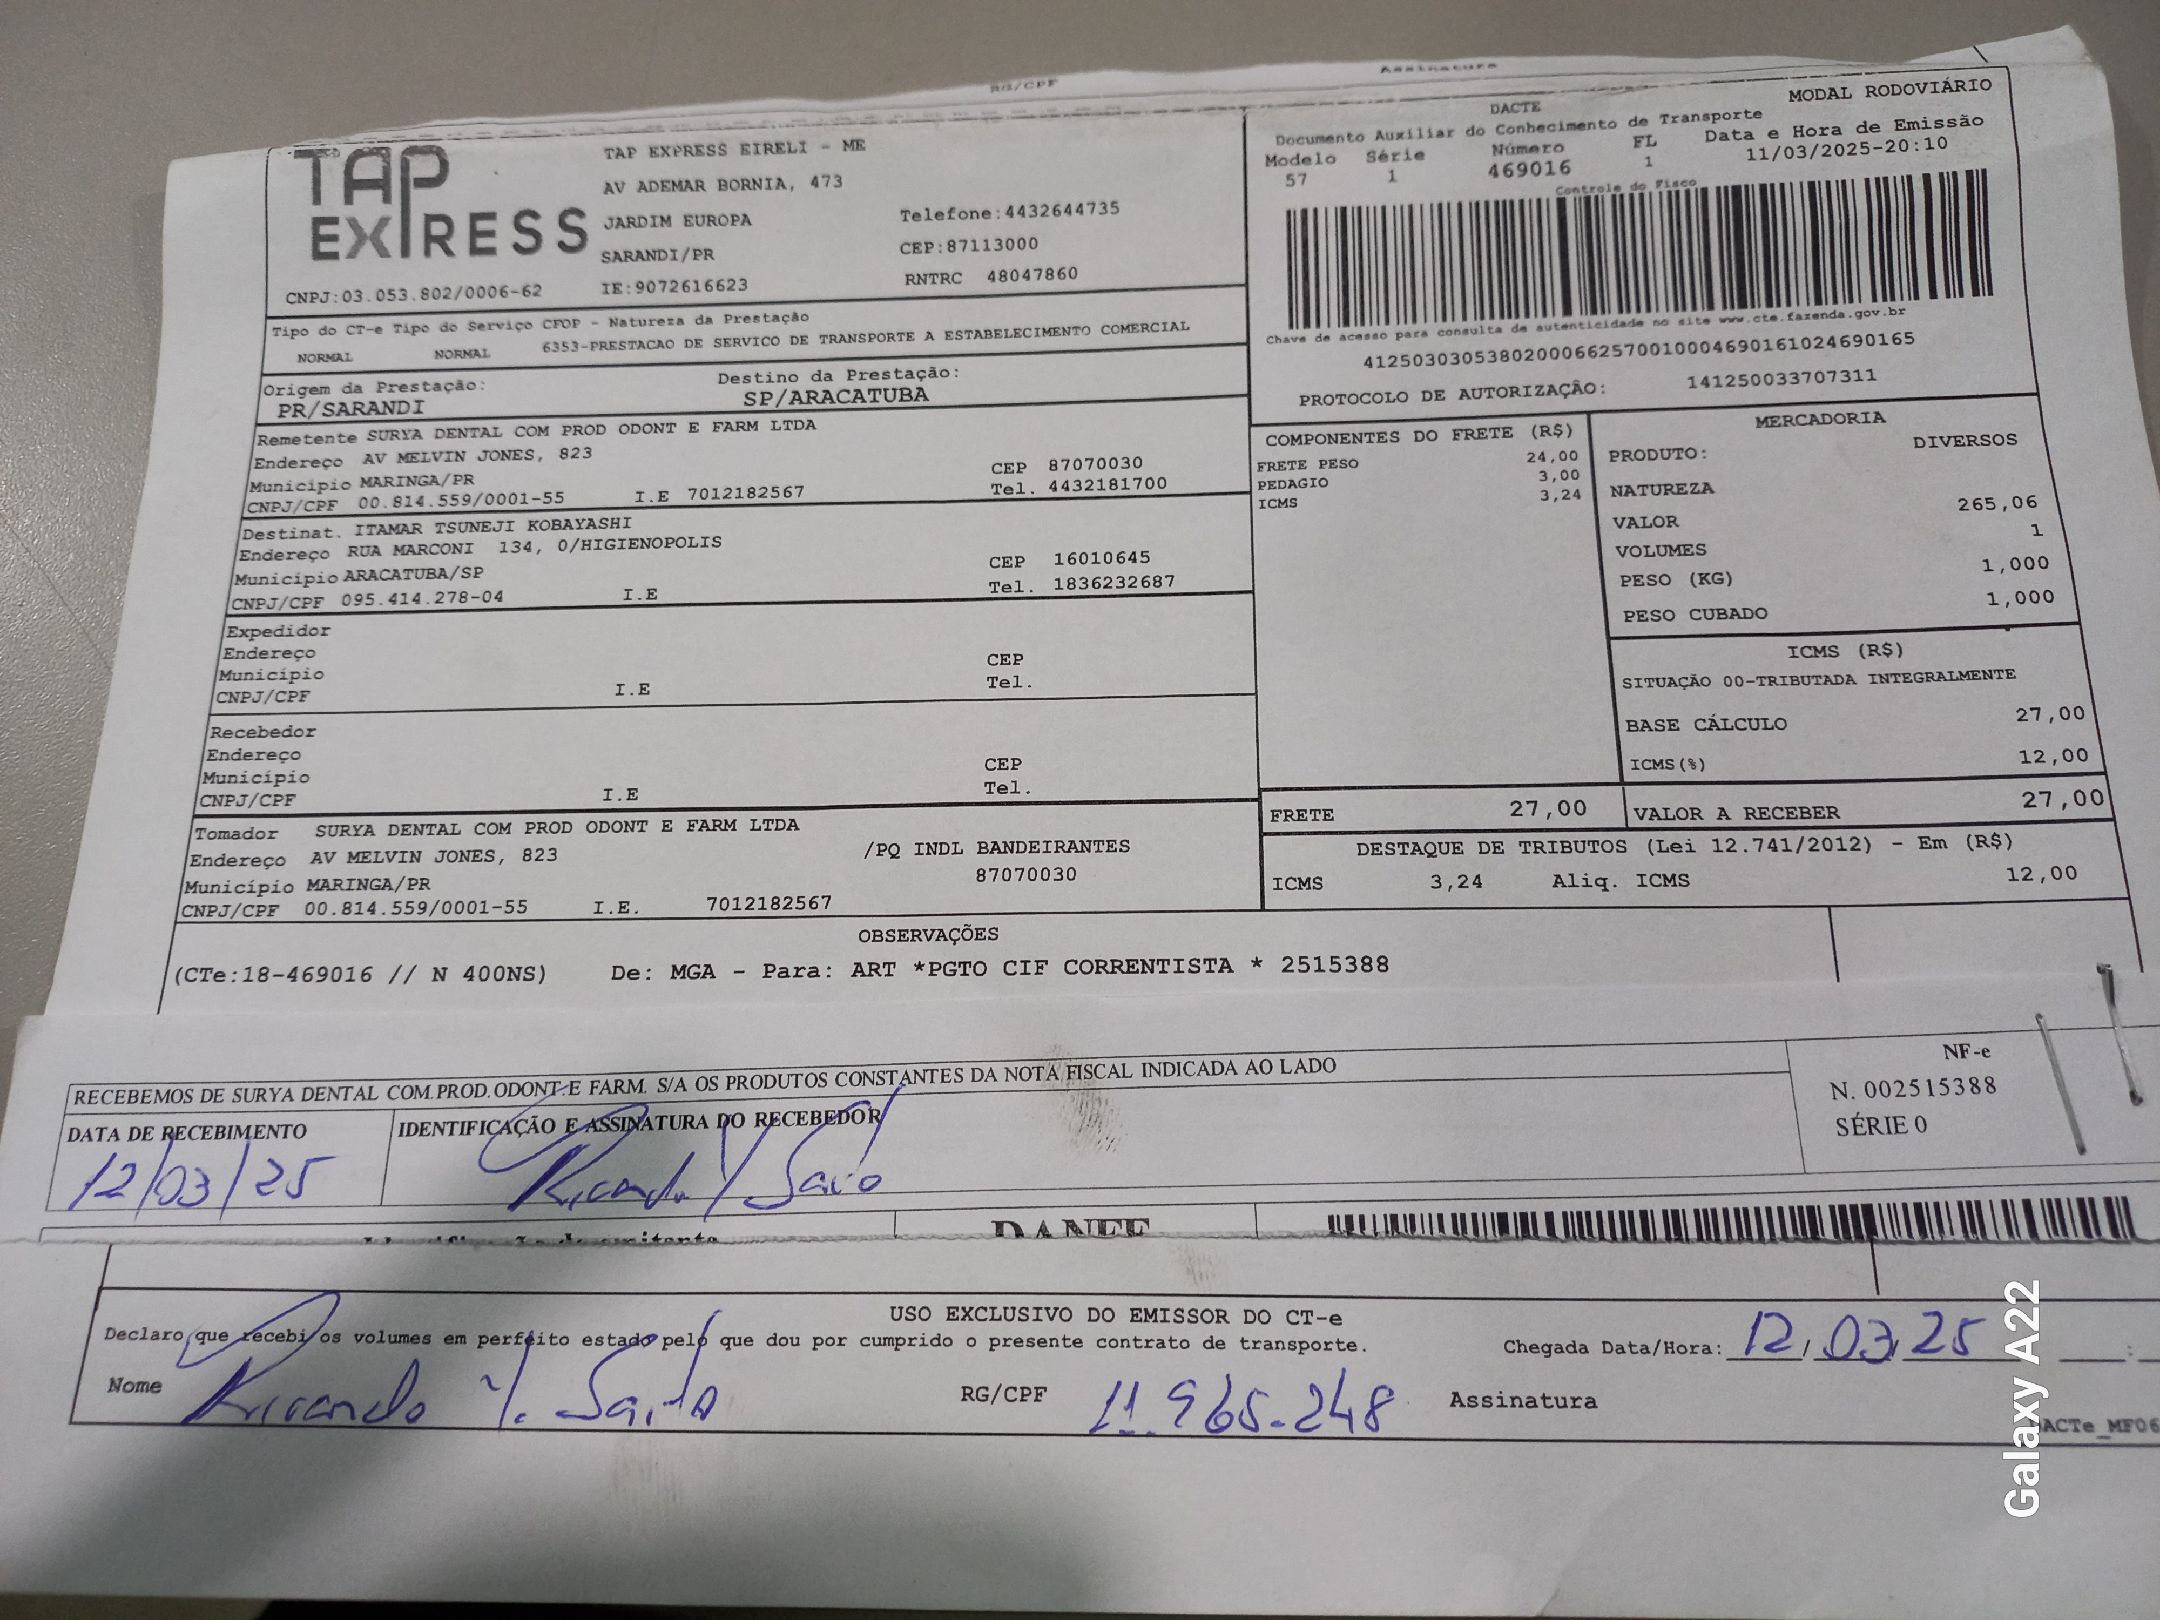 RG/CPF Assinatura
TAP EXPRESS
TAP EXPRESS EIRELI - ME
AV ADEMAR BORNIA, 473
JARDIM EUROPA Telefone:4432644735
SARANDI/PR CEP:87113000
CNPJ:03.053.802/0006-62 IE:9072616623 RNTRC 48047860
DACTE MODAL RODOVIÁRIO
Documento Auxiliar do Conhecimento de Transporte
Modelo Série Número FL Data e Hora de Emissão
57 1 469016 1 11/03/2025-20:10
Controle do Fisco
Chave de acesso para consulta de autenticidade no site www.cte.fazenda.gov.br
41250303053802000662570010004690161024690165
PROTOCOLO DE AUTORIZAÇÃO: 141250033707311
Tipo do CT-e Tipo do Serviço CFOP - Natureza da Prestação
NORMAL NORMAL 6353-PRESTACAO DE SERVICO DE TRANSPORTE A ESTABELECIMENTO COMERCIAL
Origem da Prestação: Destino da Prestação:
PR/SARANDI SP/ARACATUBA
Remetente SURYA DENTAL COM PROD ODONT E FARM LTDA
Endereço AV MELVIN JONES, 823
Município MARINGA/PR CEP 87070030
CNPJ/CPF 00.814.559/0001-55 I.E 7012182567 Tel. 4432181700
Destinat. ITAMAR TSUNEJI KOBAYASHI
Endereço RUA MARCONI 134, 0/HIGIENOPOLIS
Município ARACATUBA/SP CEP 16010645
CNPJ/CPF 095.414.278-04 I.E Tel. 1836232687
Expedidor
Endereço
Município CEP
CNPJ/CPF I.E Tel.
Recebedor
Endereço
Município CEP
CNPJ/CPF I.E Tel.
Tomador SURYA DENTAL COM PROD ODONT E FARM LTDA
Endereço AV MELVIN JONES, 823 /PQ INDL BANDEIRANTES
Município MARINGA/PR 87070030
CNPJ/CPF 00.814.559/0001-55 I.E. 7012182567
COMPONENTES DO FRETE (R$)
FRETE PESO 24,00
PEDAGIO 3,00
ICMS 3,24
MERCADORIA
PRODUTO: DIVERSOS
NATUREZA
VALOR 265,06
VOLUMES 1
PESO (KG) 1,000
PESO CUBADO 1,000
ICMS (R$)
SITUAÇÃO 00-TRIBUTADA INTEGRALMENTE
BASE CÁLCULO 27,00
ICMS(%) 12,00
FRETE 27,00 VALOR A RECEBER 27,00
DESTAQUE DE TRIBUTOS (Lei 12.741/2012) - Em (R$)
ICMS 3,24 Aliq. ICMS 12,00
OBSERVAÇÕES
(CTe:18-469016 // N 400NS) De: MGA - Para: ART *PGTO CIF CORRENTISTA * 2515388
RECEBEMOS DE SURYA DENTAL COM.PROD.ODONT.E FARM. S/A OS PRODUTOS CONSTANTES DA NOTA FISCAL INDICADA AO LADO
NF-e
N. 002515388
SÉRIE 0
DATA DE RECEBIMENTO IDENTIFICAÇÃO E ASSINATURA DO RECEBEDOR
12/03/25 Ricardo Y Saito
DANFE
USO EXCLUSIVO DO EMISSOR DO CT-e
Declaro que recebi os volumes em perfeito estado pelo que dou por cumprido o presente contrato de transporte. Chegada Data/Hora: 12/03/25 :
Nome Ricardo Y. Saito RG/CPF 11.965.248 Assinatura
ACTe_MF06
Galaxy A22